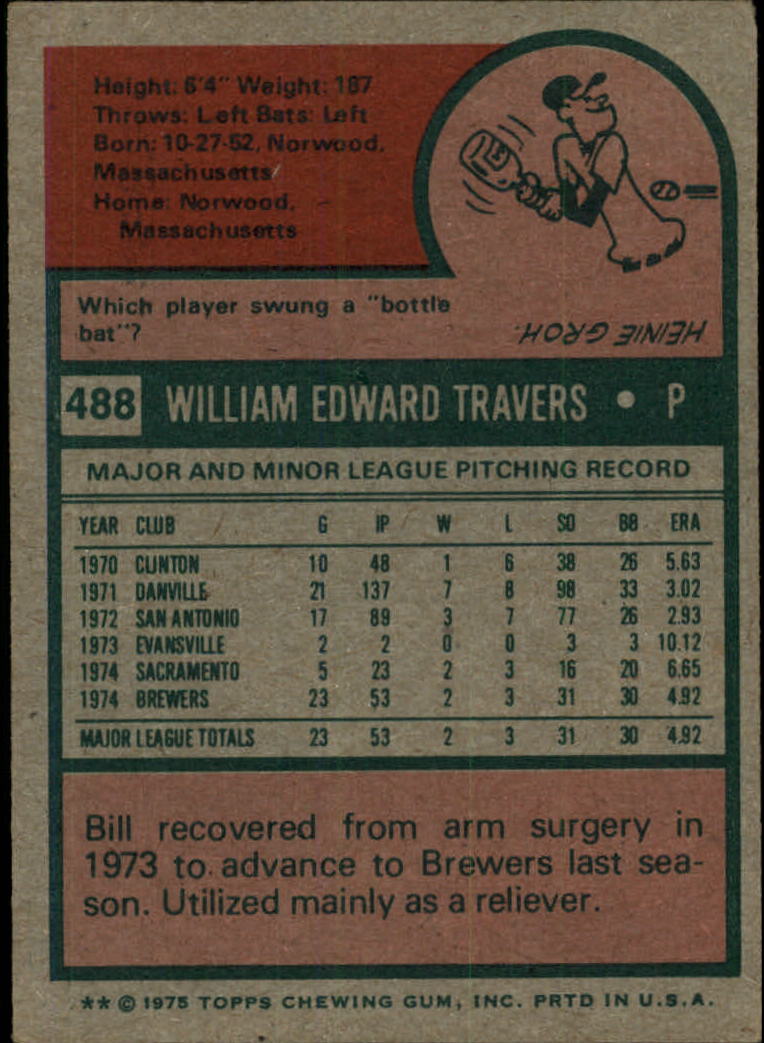 Height: 6'4" Weight: 187
Throws: Left Bats: Left
Born: 10-27-52, Norwood,
Massachusetts
Home: Norwood,
Massachusetts
Which player swung a "bottle
bat"?
HEINIE GROH.
488 WILLIAM EDWARD TRAVERS • P
MAJOR AND MINOR LEAGUE PITCHING RECORD
YEAR CLUB G IP W L SO BB ERA
1970 CLINTON 10 48 1 6 38 26 5.63
1971 DANVILLE 21 137 7 8 98 33 3.02
1972 SAN ANTONIO 17 89 3 7 77 26 2.93
1973 EVANSVILLE 2 2 0 0 3 3 10.12
1974 SACRAMENTO 5 23 2 3 16 20 6.65
1974 BREWERS 23 53 2 3 31 30 4.92
MAJOR LEAGUE TOTALS 23 53 2 3 31 30 4.92
Bill recovered from arm surgery in
1973 to advance to Brewers last sea-
son. Utilized mainly as a reliever.
** © 1975 TOPPS CHEWING GUM, INC. PRTD IN U.S.A.